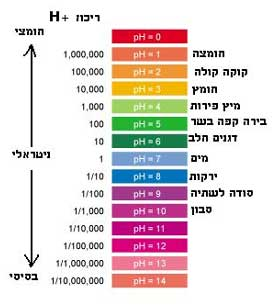 חומצי
ריכוז +H
pH = 0
1,000,000 pH = 1 חומצה
100,000 pH = 2 קוקה קולה
10,000 pH = 3 חומץ
1,000 pH = 4 מיץ פירות
100 pH = 5 בירה קפה בשר
10 pH = 6 דגנים חלב
ניטראלי
1 pH = 7 מים
1/10 pH = 8 ירקות
1/100 pH = 9 סודה לשתיה
1/1,000 pH = 10 סבון
1/10,000 pH = 11
1/100,000 pH = 12
1/1,000,000 pH = 13
1/10,000,000 pH = 14
בסיסי